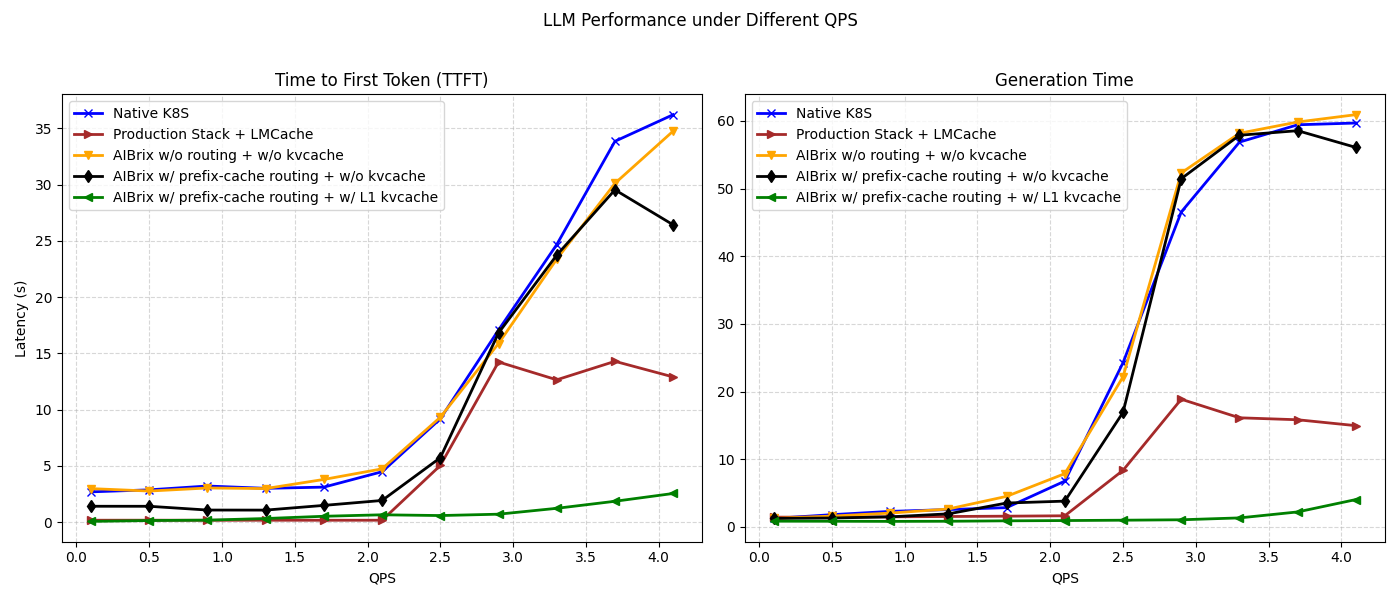 LLM Performance under Different QPS
Time to First Token (TTFT)
Native K8S
Production Stack + LMCache
AIBrix w/o routing + w/o kvcache
AIBrix w/ prefix-cache routing + w/o kvcache
AIBrix w/ prefix-cache routing + w/ L1 kvcache
35
30
25
20
15
10
5
0
Latency (s)
0.0 0.5 1.0 1.5 2.0 2.5 3.0 3.5 4.0
QPS
Generation Time
Native K8S
Production Stack + LMCache
AIBrix w/o routing + w/o kvcache
AIBrix w/ prefix-cache routing + w/o kvcache
AIBrix w/ prefix-cache routing + w/ L1 kvcache
60
50
40
30
20
10
0
0.0 0.5 1.0 1.5 2.0 2.5 3.0 3.5 4.0
QPS